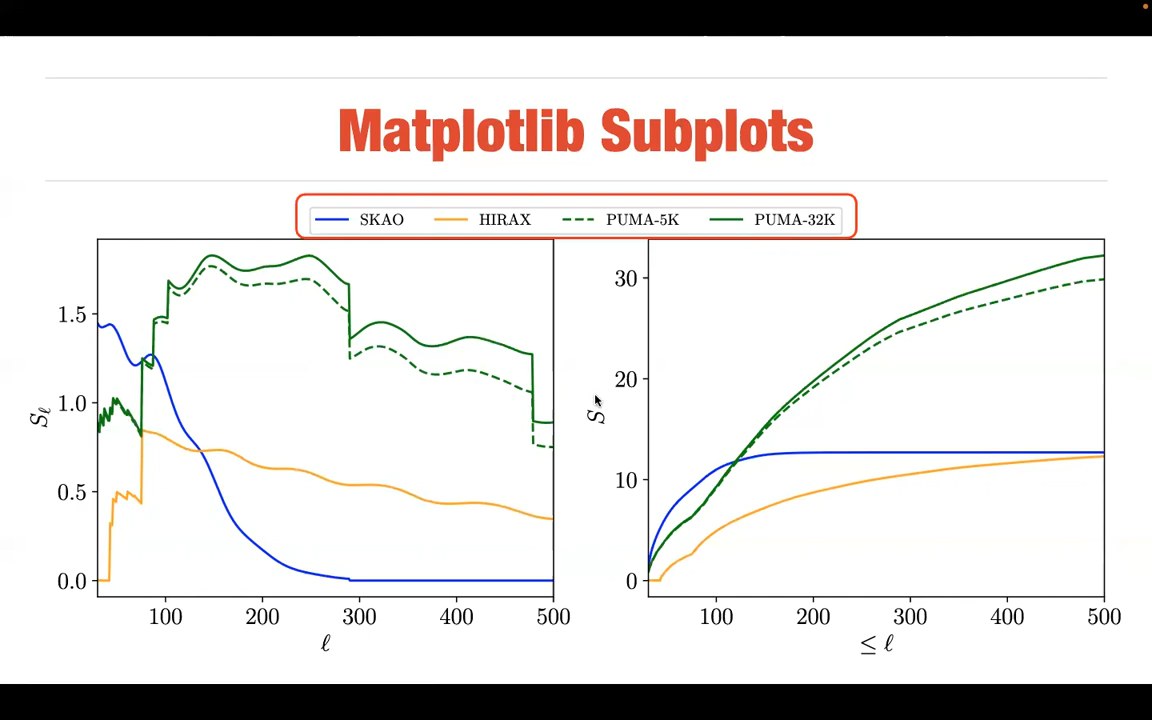 Matplotlib Subplots
SKAO HIRAX PUMA-5K PUMA-32K
Sℓ
1.5
1.0
0.5
0.0
100 200 300 400 500
ℓ
S
30
20
10
0
100 200 300 400 500
≤ ℓ